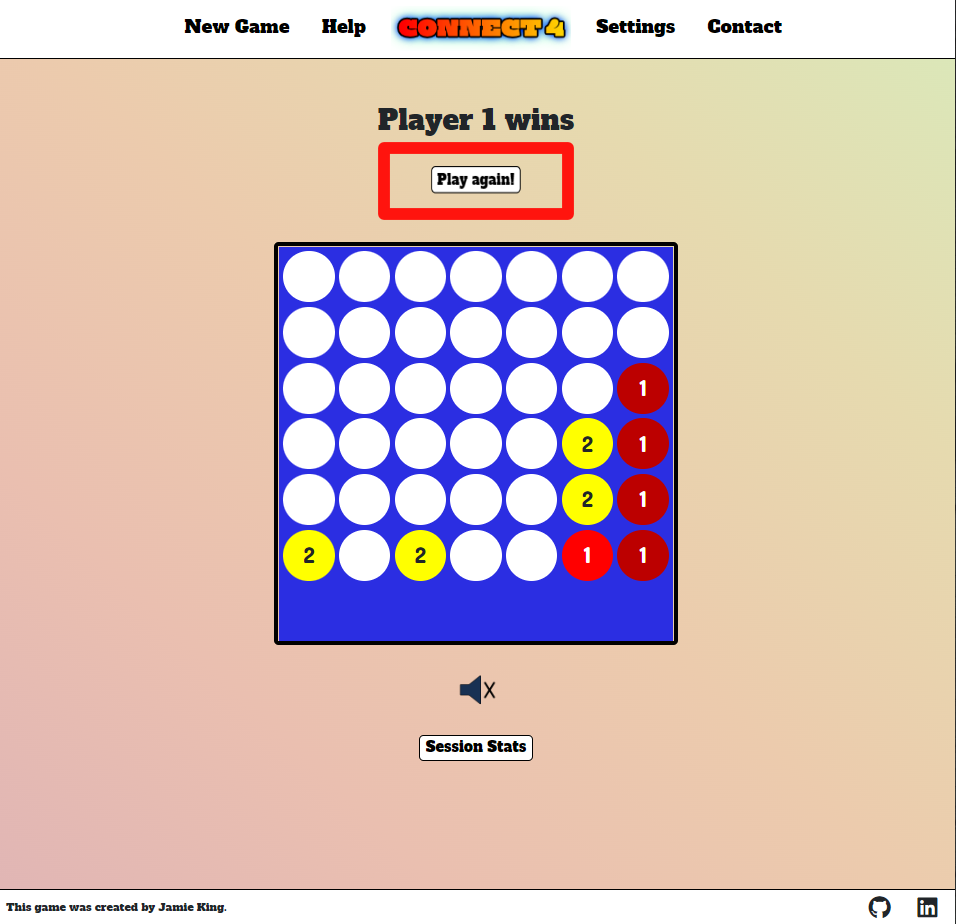 New Game Help CONNECT 4 Settings Contact
Player 1 wins
Play again!
1
2 1
2 1
2 2 1 1
X
Session Stats
This game was created by Jamie King. in